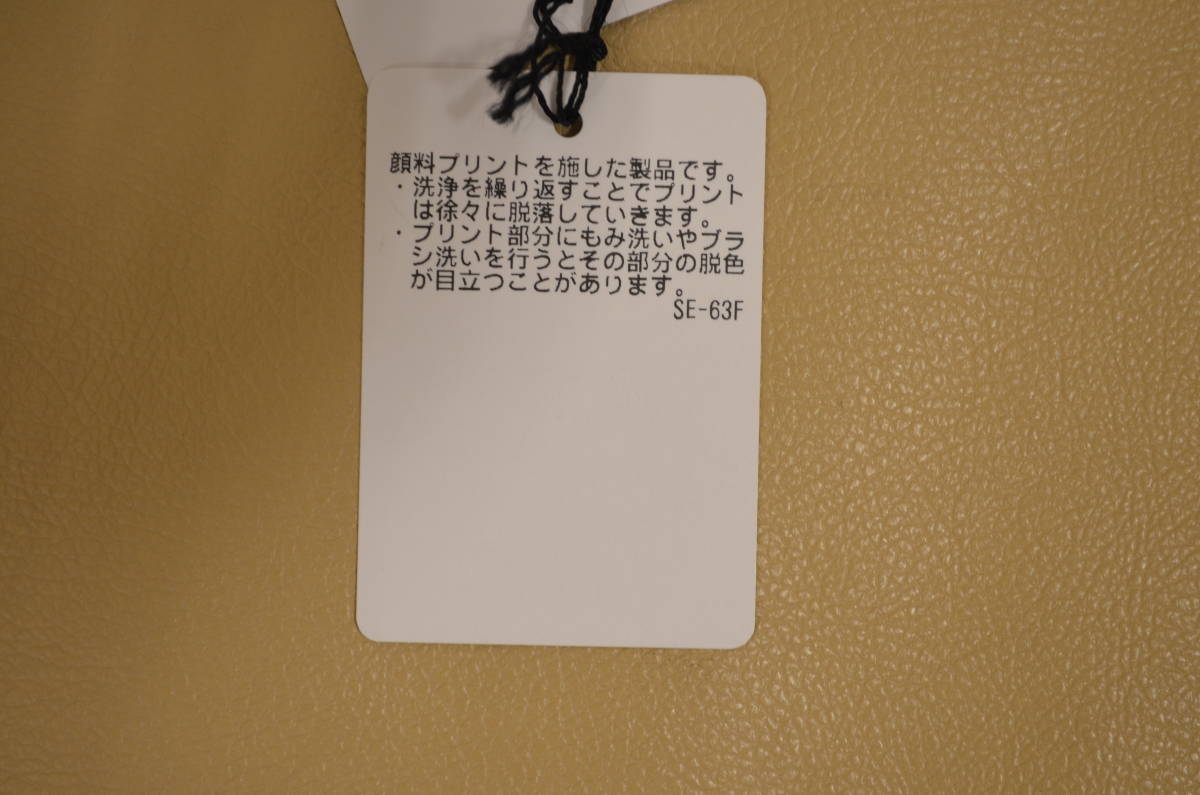 顔料プリントを施した製品です。
・洗浄を繰り返すことでプリント
は徐々に脱落していきます。
・プリント部分にもみ洗いやブラ
シ洗いを行うとその部分の脱色
が目立つことがあります。
SE-63F